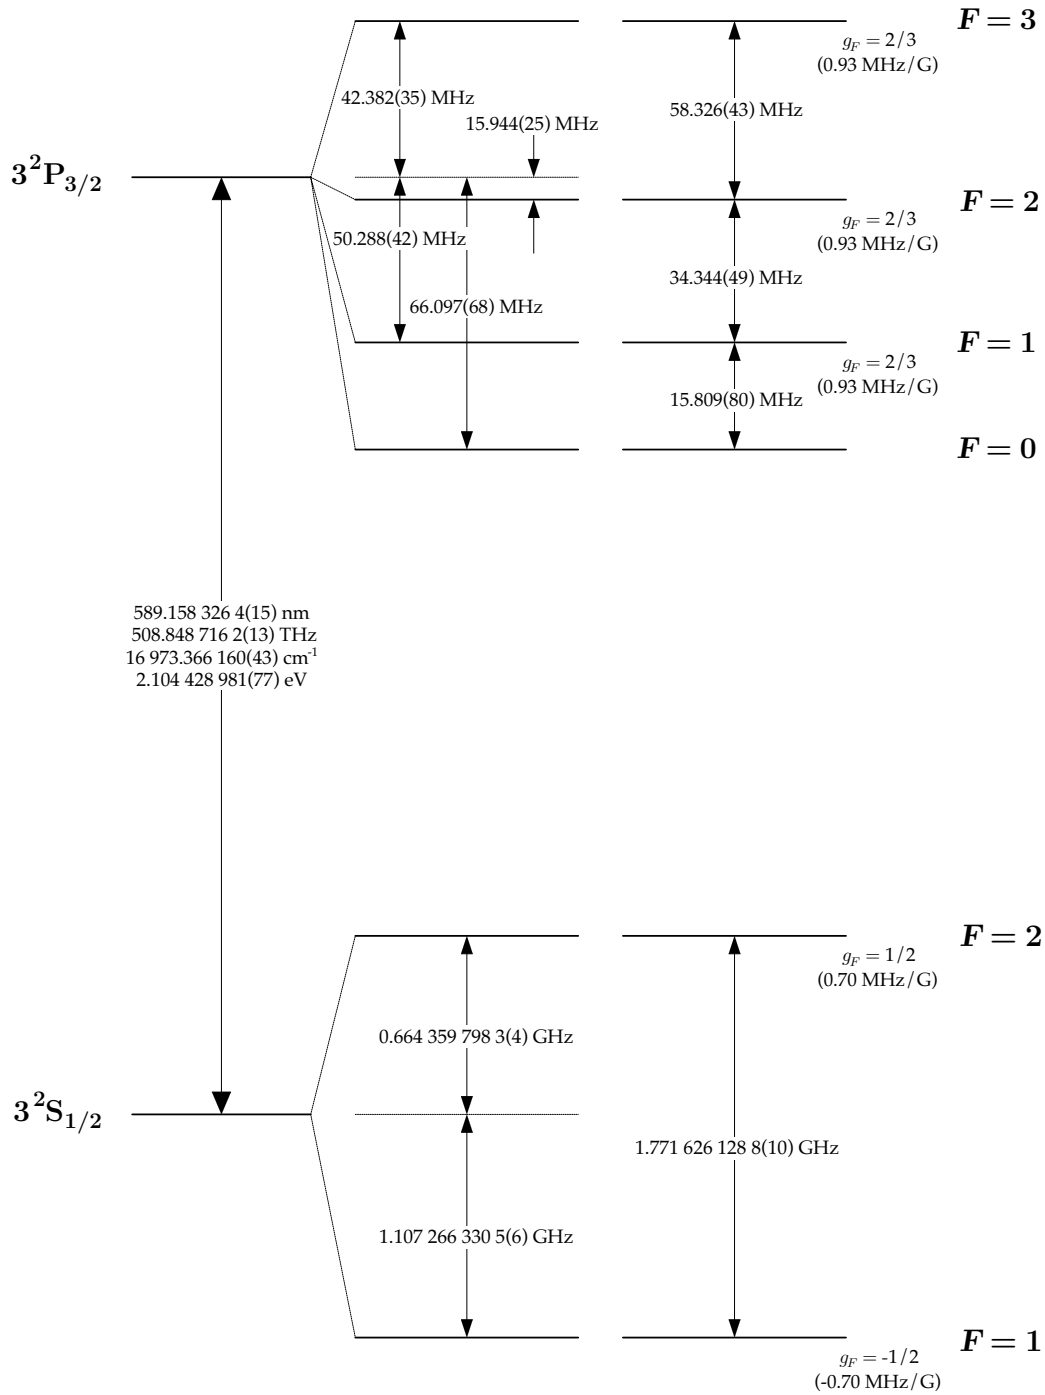 F = 3
g_F = 2/3
(0.93 MHz/G)
42.382(35) MHz
58.326(43) MHz
15.944(25) MHz
3²P₃/₂
F = 2
g_F = 2/3
(0.93 MHz/G)
50.288(42) MHz
34.344(49) MHz
66.097(68) MHz
F = 1
g_F = 2/3
(0.93 MHz/G)
15.809(80) MHz
F = 0
589.158 326 4(15) nm
508.848 716 2(13) THz
16 973.366 160(43) cm⁻¹
2.104 428 981(77) eV
F = 2
g_F = 1/2
(0.70 MHz/G)
0.664 359 798 3(4) GHz
3²S₁/₂
1.771 626 128 8(10) GHz
1.107 266 330 5(6) GHz
F = 1
g_F = -1/2
(-0.70 MHz/G)